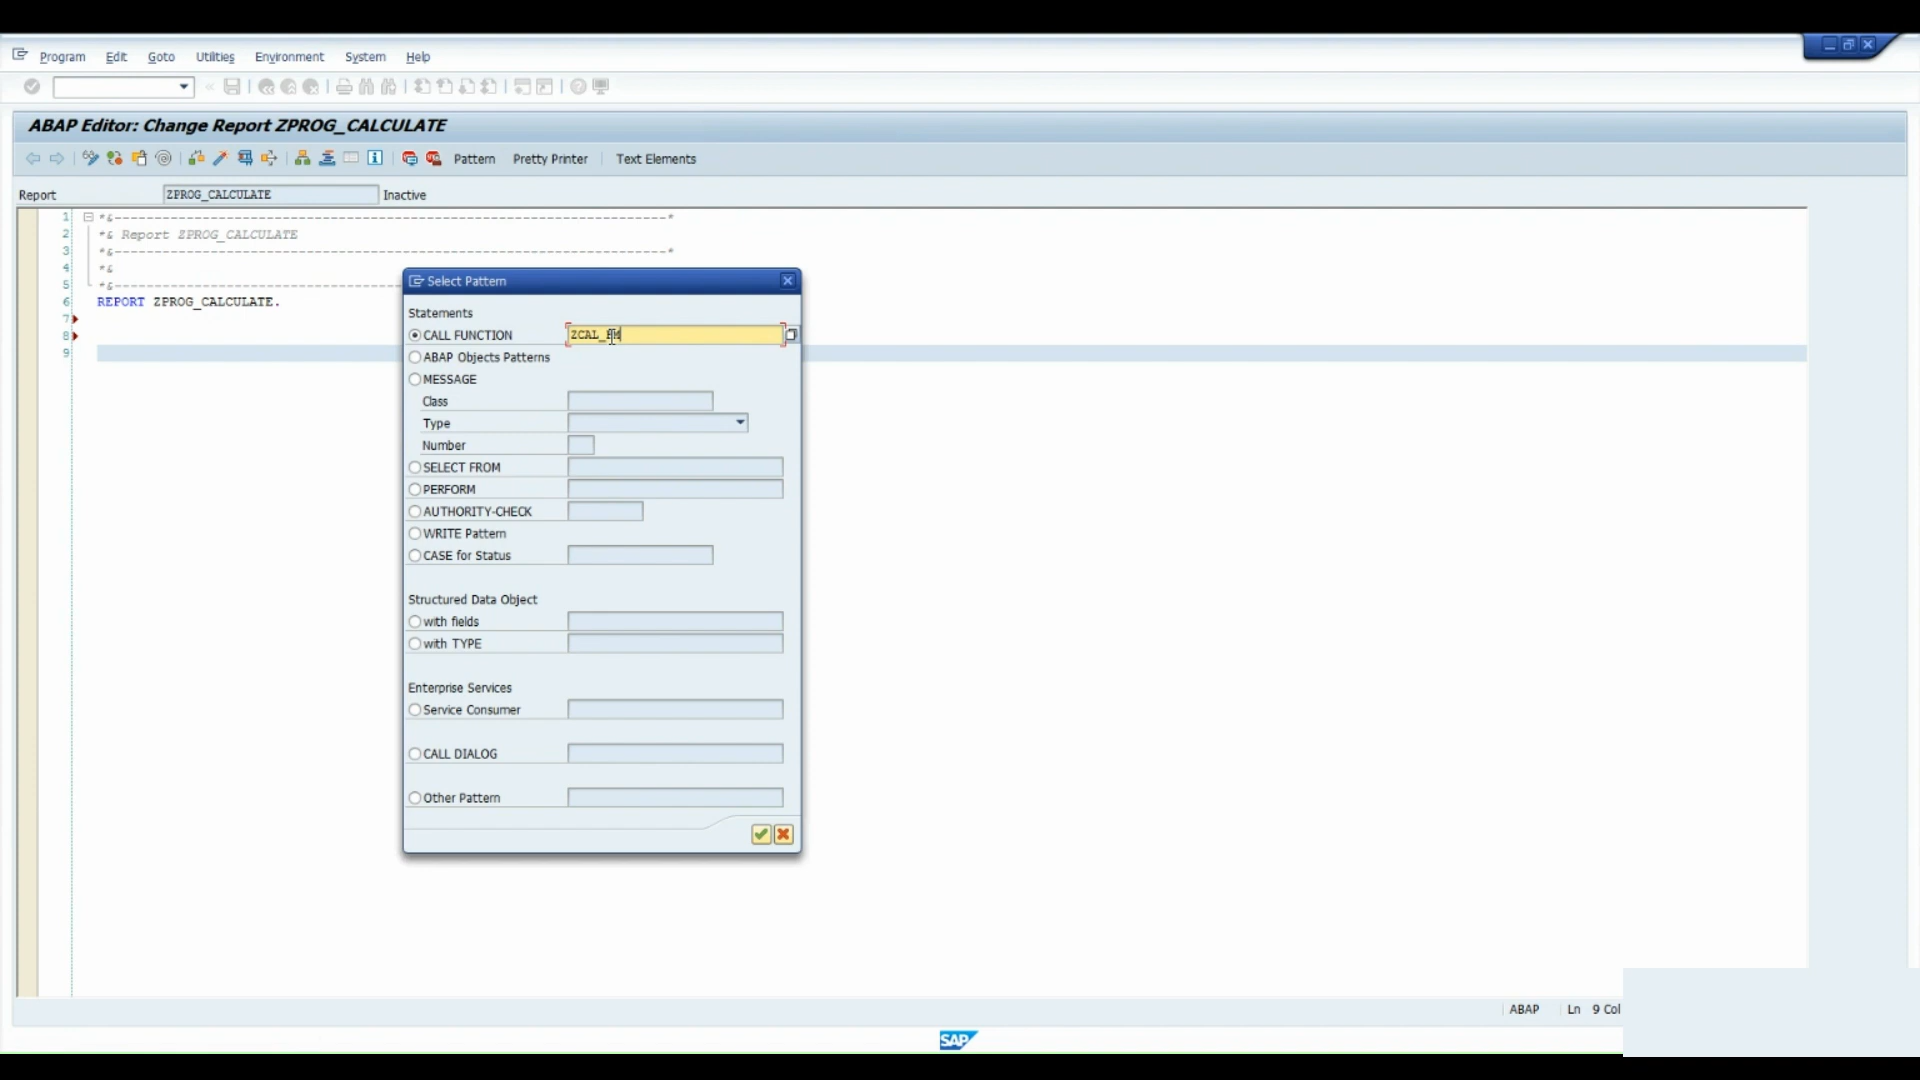 Program Edit Goto Utilities Environment System Help
ABAP Editor: Change Report ZPROG_CALCULATE
Pattern Pretty Printer Text Elements
Report ZPROG_CALCULATE Inactive
1 *&---------------------------------------------------------------------*
2 *& Report ZPROG_CALCULATE
3 *&---------------------------------------------------------------------*
4 *&
5 *&------------------------------------
6 REPORT ZPROG_CALCULATE.
7
8
9
Select Pattern
Statements
CALL FUNCTION ZCAL_FM
ABAP Objects Patterns
MESSAGE
Class
Type
Number
SELECT FROM
PERFORM
AUTHORITY-CHECK
WRITE Pattern
CASE for Status
Structured Data Object
with fields
with TYPE
Enterprise Services
Service Consumer
CALL DIALOG
Other Pattern
ABAP Ln 9 Col
SAP